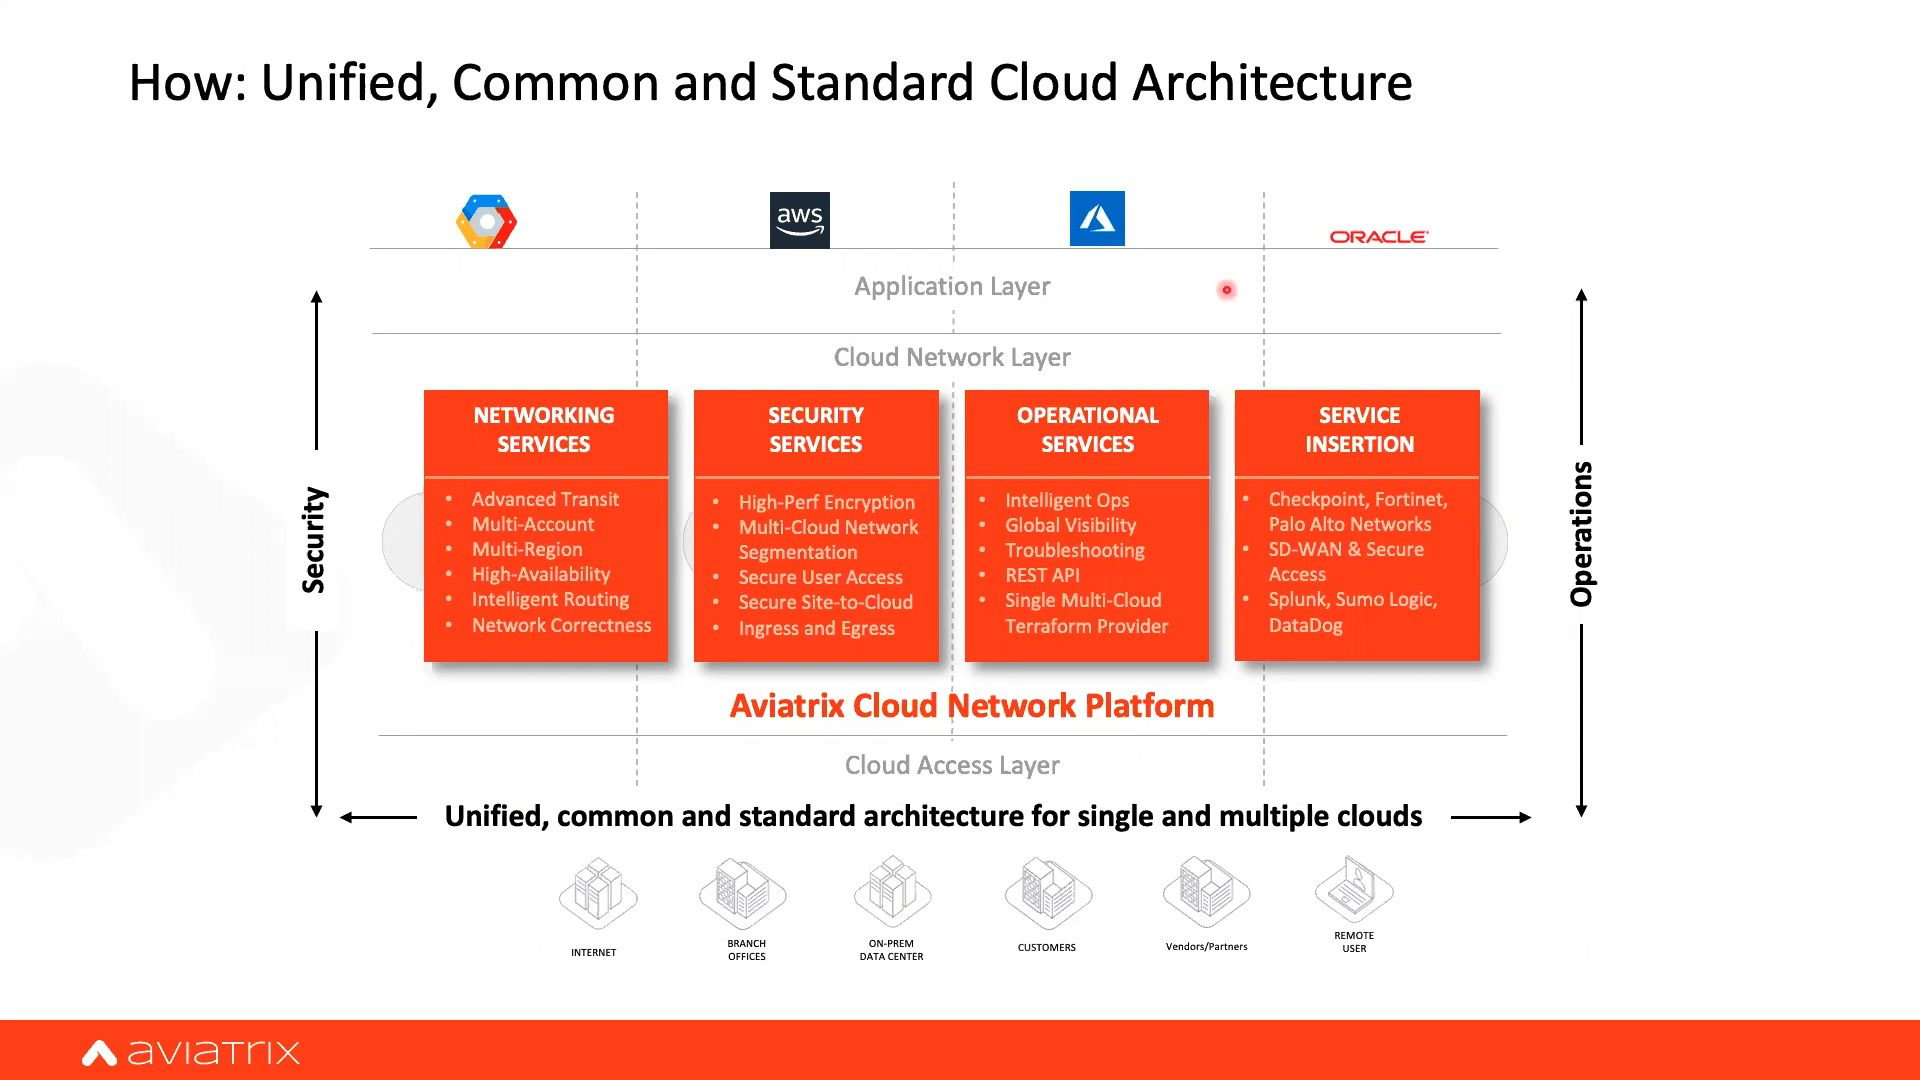 How: Unified, Common and Standard Cloud Architecture
aws
ORACLE
Application Layer
Cloud Network Layer
NETWORKING
SERVICES
• Advanced Transit
• Multi-Account
• Multi-Region
• High-Availability
• Intelligent Routing
• Network Correctness
SECURITY
SERVICES
• High-Perf Encryption
• Multi-Cloud Network
Segmentation
• Secure User Access
• Secure Site-to-Cloud
• Ingress and Egress
OPERATIONAL
SERVICES
• Intelligent Ops
• Global Visibility
• Troubleshooting
• REST API
• Single Multi-Cloud
Terraform Provider
SERVICE
INSERTION
• Checkpoint, Fortinet,
Palo Alto Networks
• SD-WAN & Secure
Access
• Splunk, Sumo Logic,
DataDog
Security
Operations
Aviatrix Cloud Network Platform
Cloud Access Layer
Unified, common and standard architecture for single and multiple clouds
INTERNET
BRANCH
OFFICES
ON-PREM
DATA CENTER
CUSTOMERS
Vendors/Partners
REMOTE
USER
aviatrix